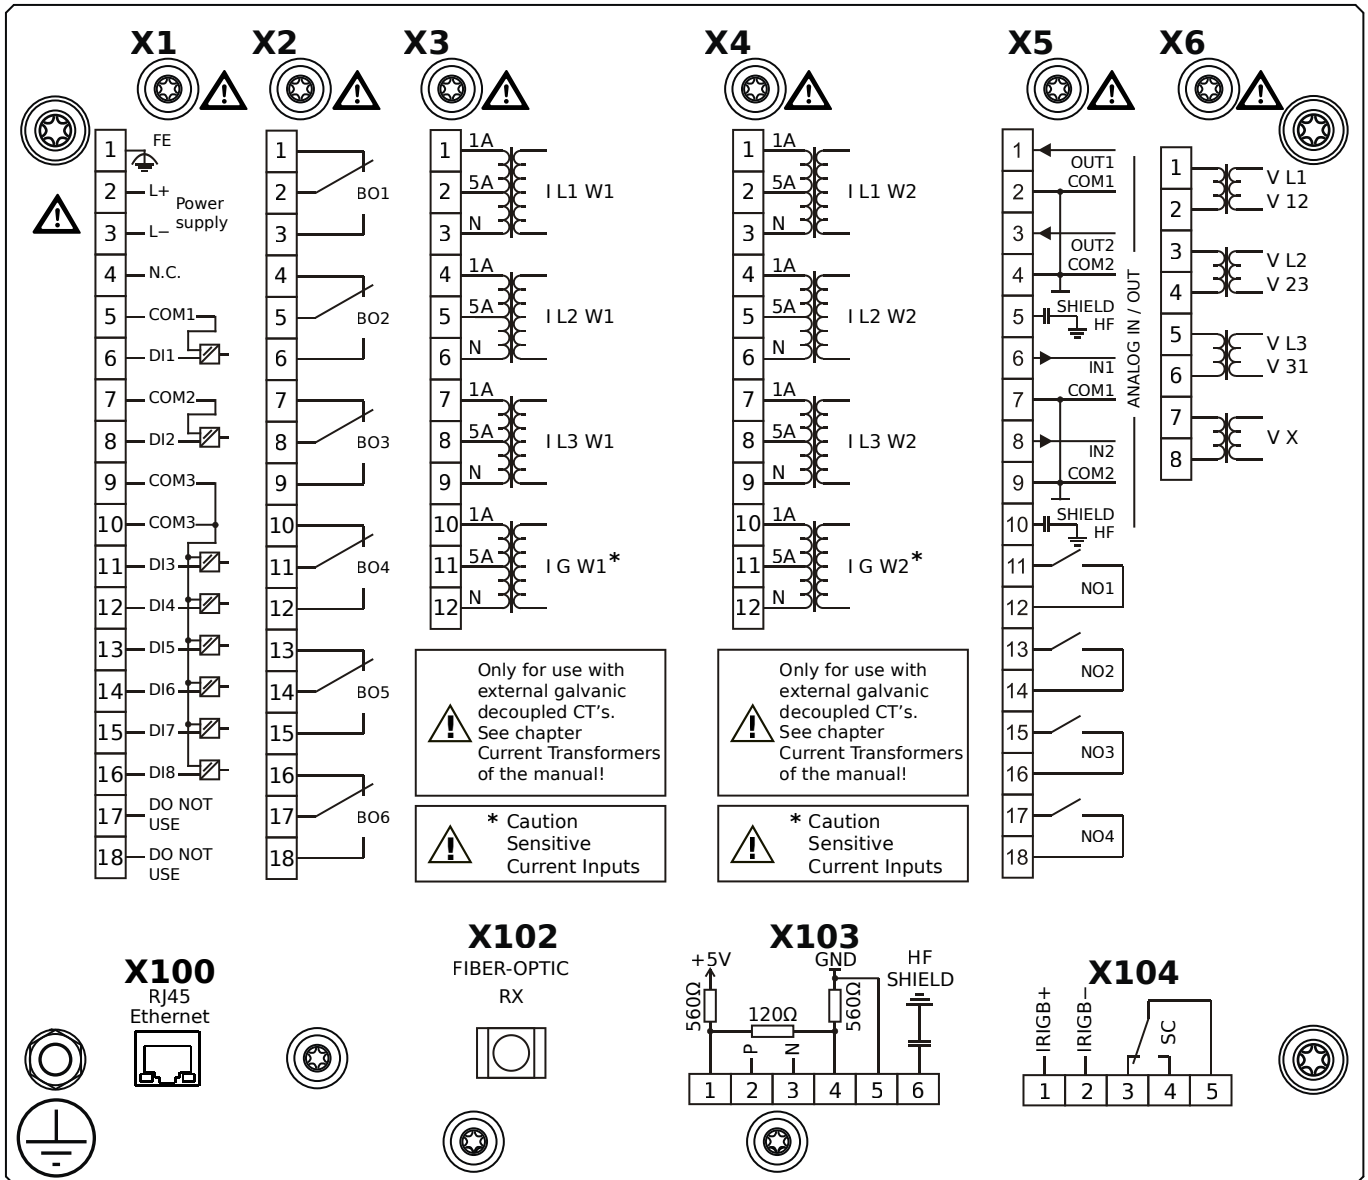 X1
X2
X3
X4
X5
X6
1 FE
2 L+
Power
supply
3 L−
4 N.C.
5 COM1
6 DI1
7 COM2
8 DI2
9 COM3
10 COM3
11 DI3
12 DI4
13 DI5
14 DI6
15 DI7
16 DI8
17 DO NOT
USE
18 DO NOT
USE
1
2 BO1
3
4
5 BO2
6
7
8 BO3
9
10
11 BO4
12
13
14 BO5
15
16
17 BO6
18
1 1A
2 5A I L1 W1
3 N
4 1A
5 5A I L2 W1
6 N
7 1A
8 5A I L3 W1
9 N
10 1A
11 5A I G W1*
12 N
Only for use with
external galvanic
decoupled CT’s.
See chapter
Current Transformers
of the manual!
* Caution
Sensitive
Current Inputs
1 1A
2 5A I L1 W2
3 N
4 1A
5 5A I L2 W2
6 N
7 1A
8 5A I L3 W2
9 N
10 1A
11 5A I G W2*
12 N
Only for use with
external galvanic
decoupled CT’s.
See chapter
Current Transformers
of the manual!
* Caution
Sensitive
Current Inputs
1
OUT1
2 COM1
3
OUT2
4 COM2
5 SHIELD
HF
6
IN1
7 COM1
8
IN2
9 COM2
10 SHIELD
HF
ANALOG IN / OUT
11
NO1
12
13
NO2
14
15
NO3
16
17
NO4
18
1 V L1
2 V 12
3 V L2
4 V 23
5 V L3
6 V 31
7
V X
8
X100
RJ45
Ethernet
X102
FIBER-OPTIC
RX
X103
+5V
GND
HF
SHIELD
560Ω
120Ω
560Ω
P
N
1 2 3 4 5 6
X104
IRIGB+
IRIGB−
SC
1 2 3 4 5